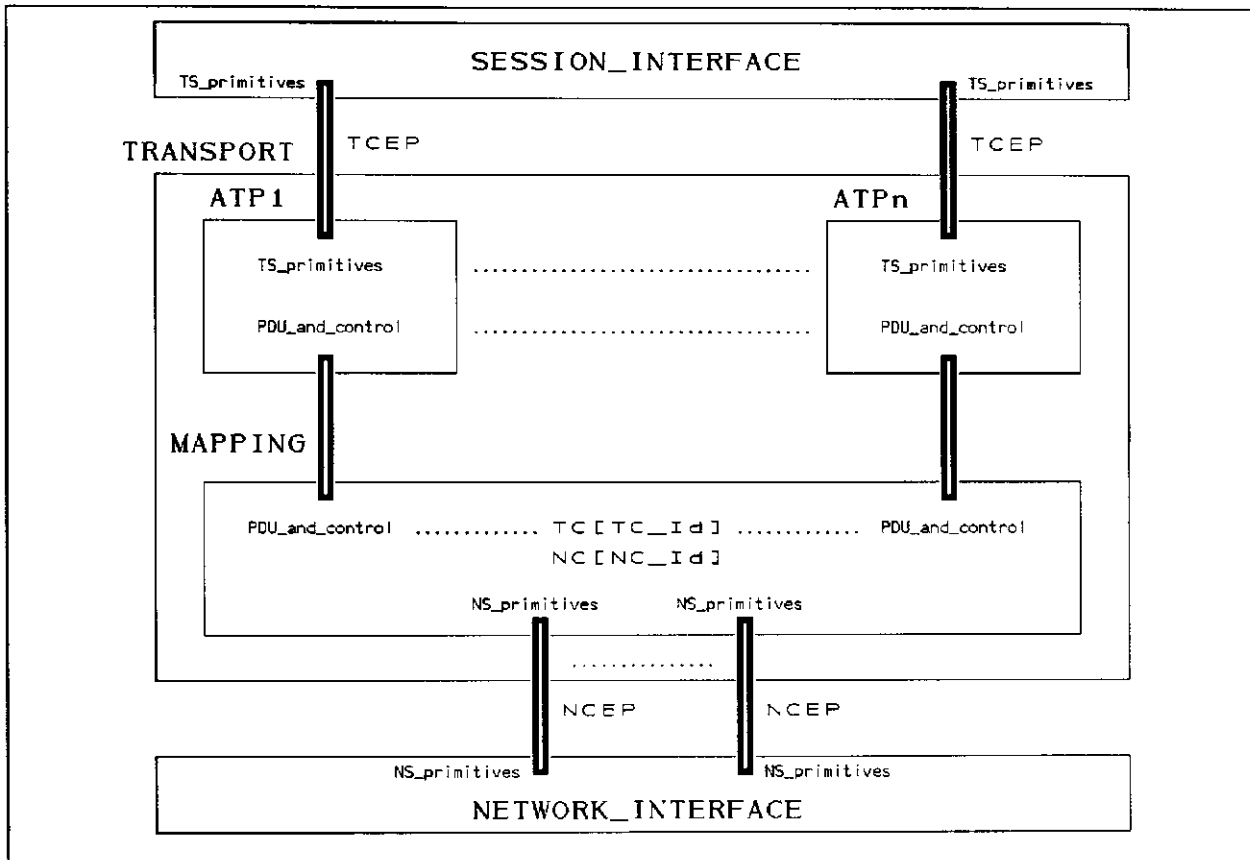 SESSION_INTERFACE
TS_primitives TS_primitives
TCEP TCEP
TRANSPORT
ATP1 ATPn
TS_primitives .................................. TS_primitives
PDU_and_control .................................. PDU_and_control
MAPPING
PDU_and_control ............ TC[TC_Id] ............ PDU_and_control
NC[NC_Id]
NS_primitives NS_primitives
...............
NCEP NCEP
NS_primitives NS_primitives
NETWORK_INTERFACE